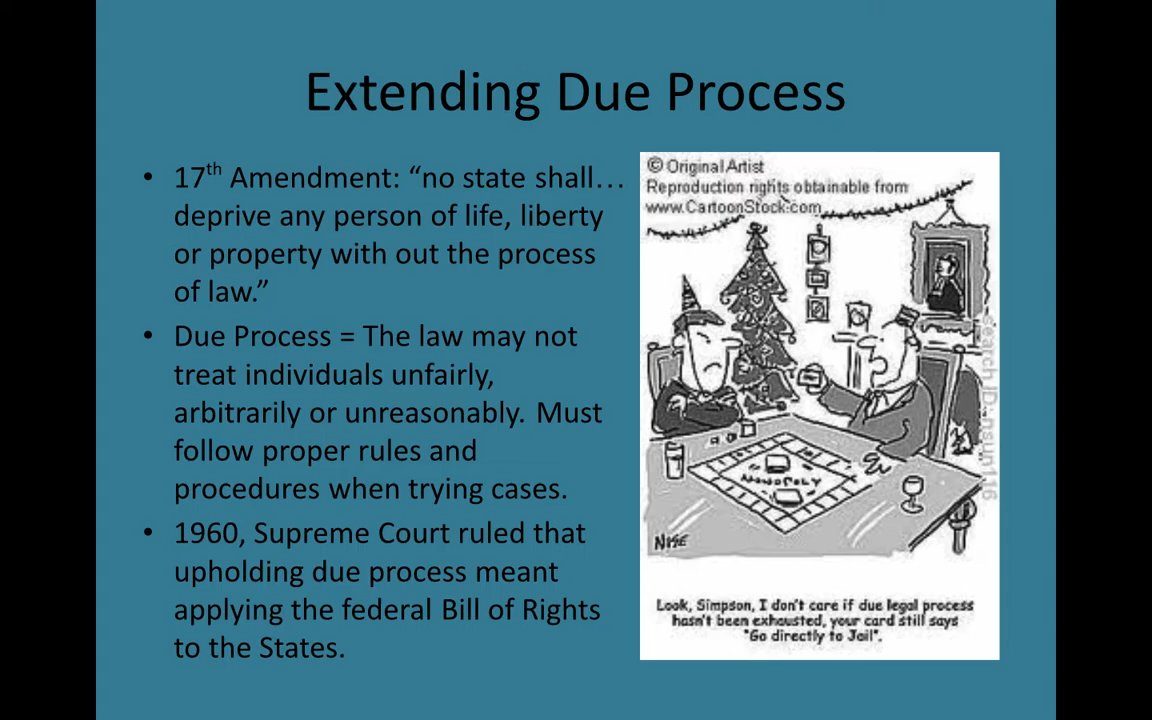 Extending Due Process
• 17th Amendment: “no state shall…
deprive any person of life, liberty
or property with out the process
of law.”
• Due Process = The law may not
treat individuals unfairly,
arbitrarily or unreasonably.  Must
follow proper rules and
procedures when trying cases.
• 1960, Supreme Court ruled that
upholding due process meant
applying the federal Bill of Rights
to the States.
© Original Artist
Reproduction rights obtainable from
www.CartoonStock.com
MONOPOLY
Look, Simpson, I don't care if due legal process
hasn't been exhausted, your card still says
"Go directly to Jail".